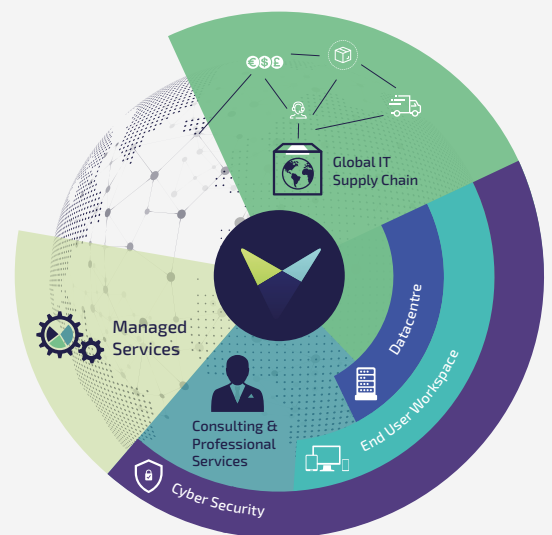 € $ £
Global IT
Supply Chain
Datacentre
End User Workspace
Managed
Services
Consulting &
Professional
Services
Cyber Security